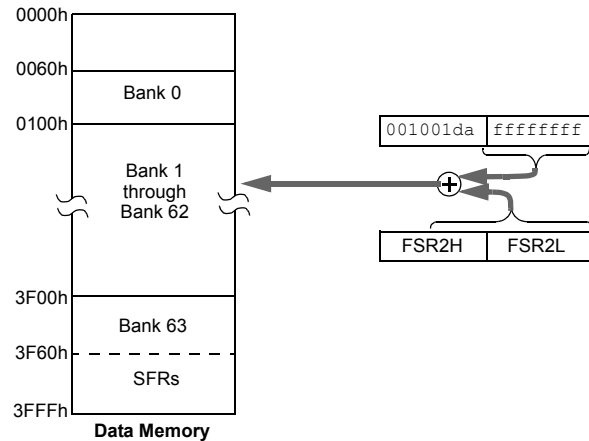 0000h
0060h
Bank 0
0100h
001001da ffffffff
Bank 1
through
Bank 62
FSR2H FSR2L
3F00h
Bank 63
3F60h
SFRs
3FFFh
Data Memory